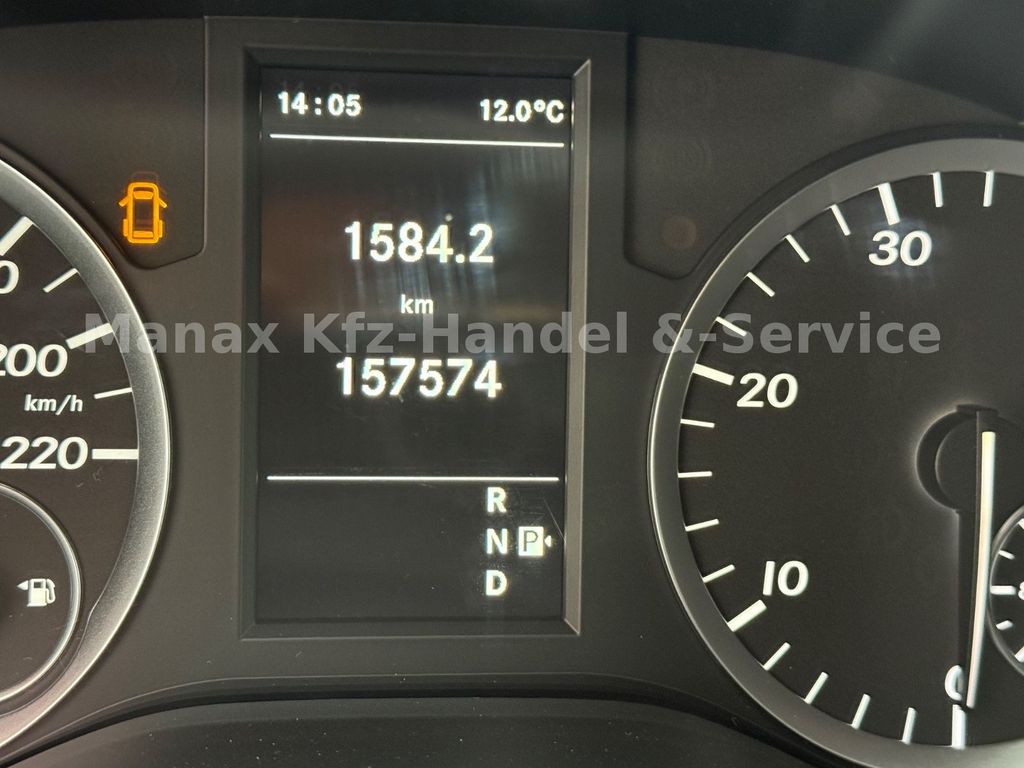 14:05 12.0°C
1584.2
km
157574
R
N P
D
200
km/h
220
30
20
10
0
Manax Kfz-Handel &-Service